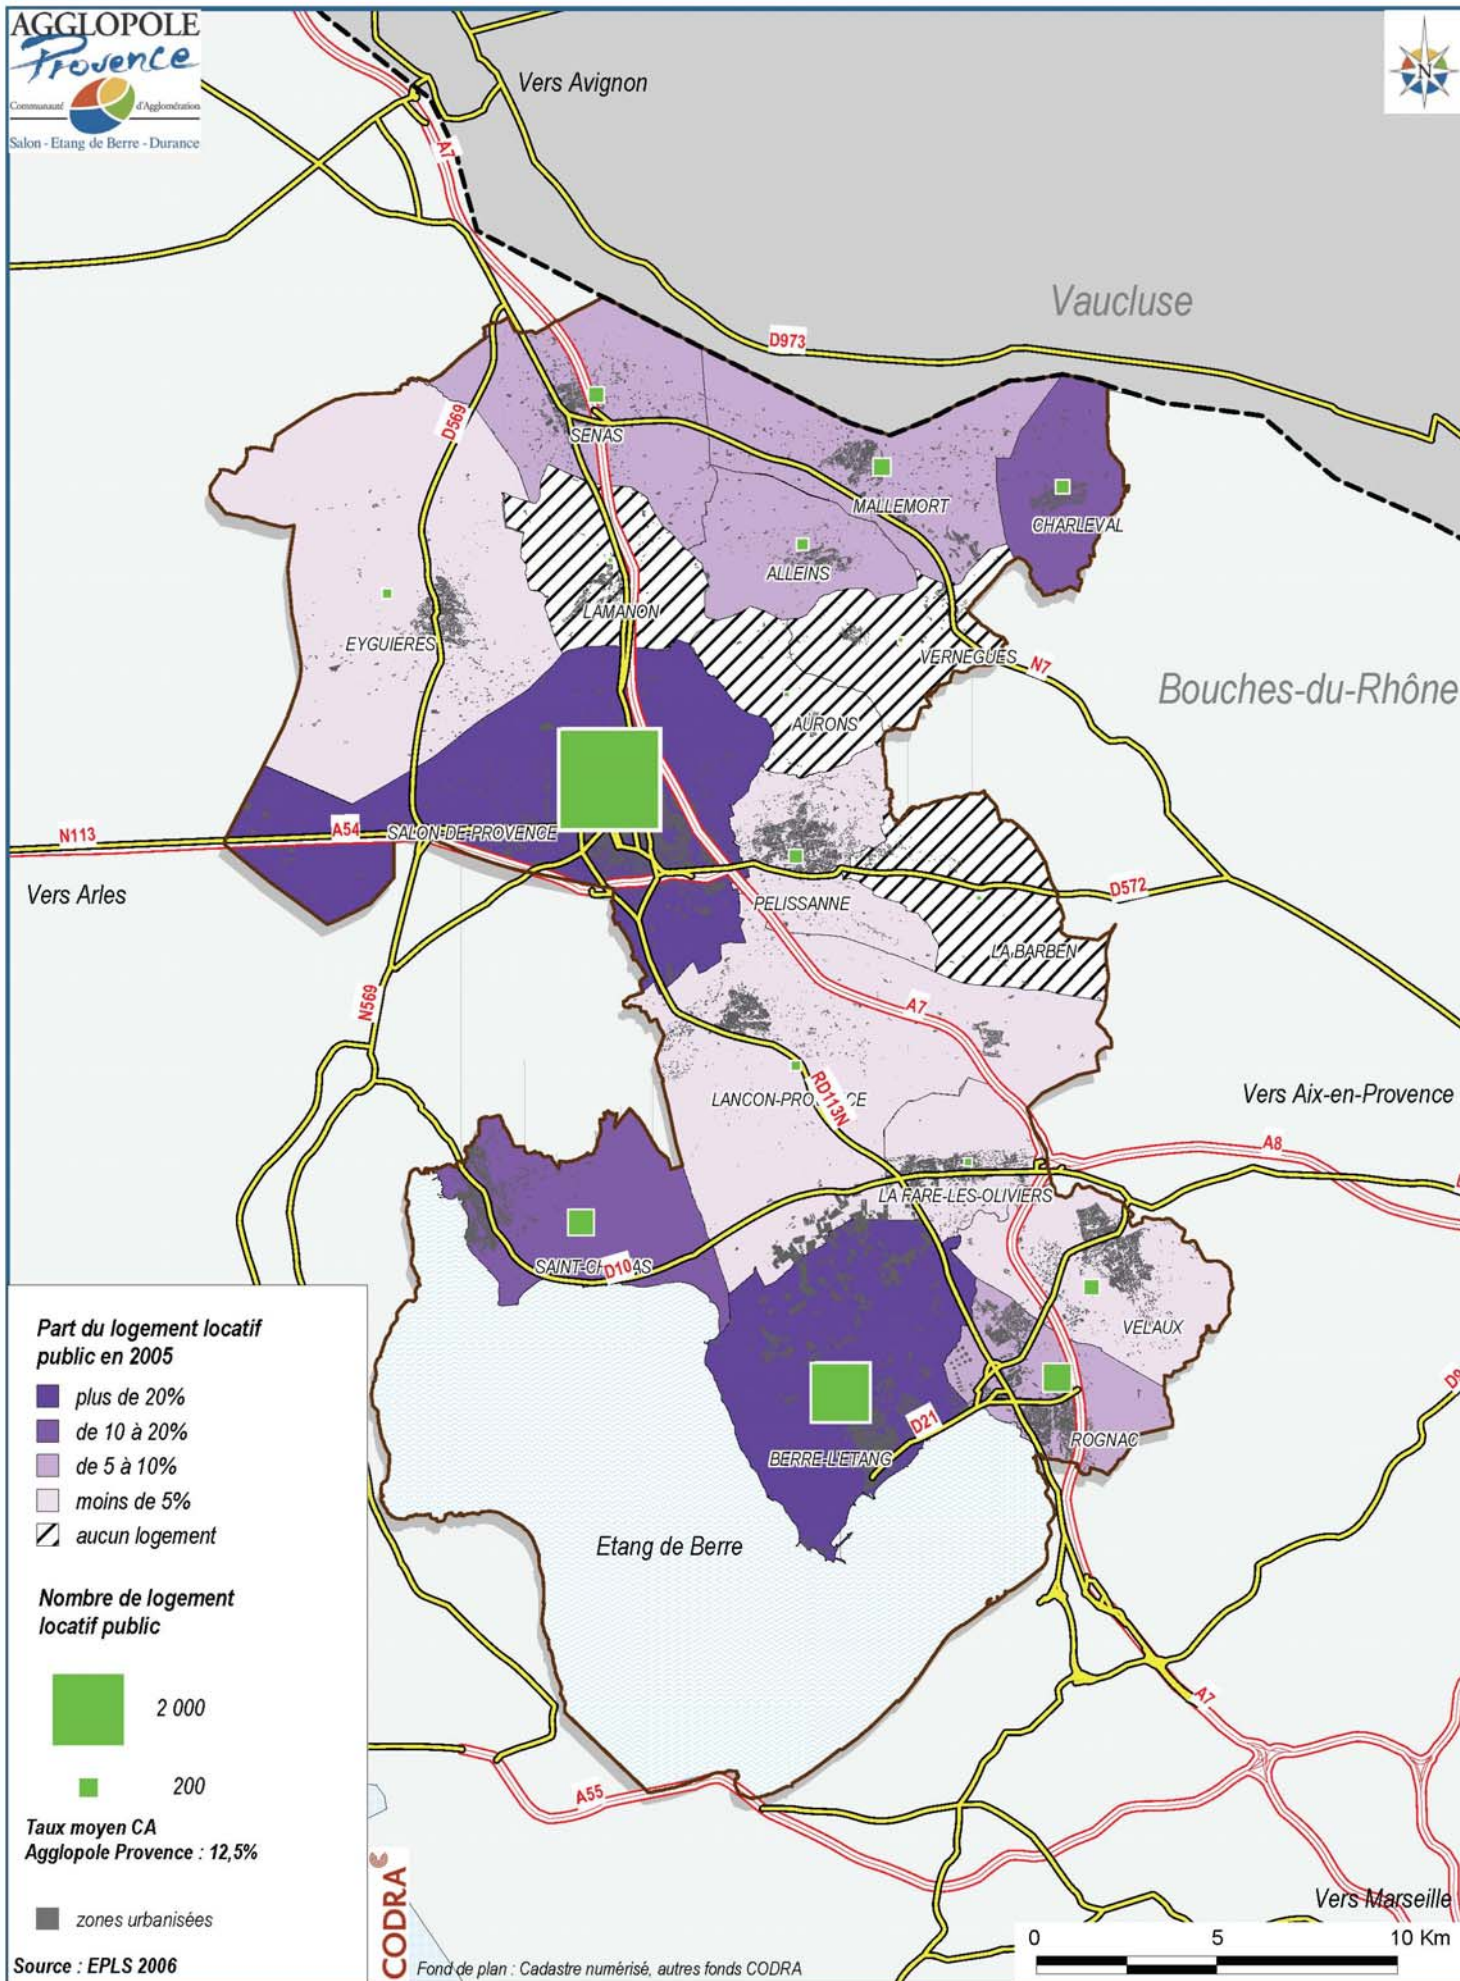 AGGLOPOLE
Provence
Communauté d'Agglomération
Salon - Etang de Berre - Durance
N
Vers Avignon
A7
Vaucluse
D973
D569
SENAS
MALLEMORT
CHARLEVAL
ALLEINS
LAMANON
EYGUIERES
VERNEGUES
N7
Bouches-du-Rhône
AURONS
N113
A54
SALON-DE-PROVENCE
Vers Arles
D572
PELISSANNE
LA BARBEN
N569
A7
LANCON-PRO CE
RD113N
Vers Aix-en-Provence
A8
LA FARE-LES-OLIVIERS
SAINT-CH AS
D10
VELAUX
D21
ROGNAC
BERRE-L'ETANG
Etang de Berre
A7
A55
Vers Marseille
Part du logement locatif
public en 2005
plus de 20%
de 10 à 20%
de 5 à 10%
moins de 5%
aucun logement
Nombre de logement
locatif public
2 000
200
Taux moyen CA
Agglopole Provence : 12,5%
zones urbanisées
Source : EPLS 2006
CODRA
Fond de plan : Cadastre numérisé, autres fonds CODRA
0 5 10 Km